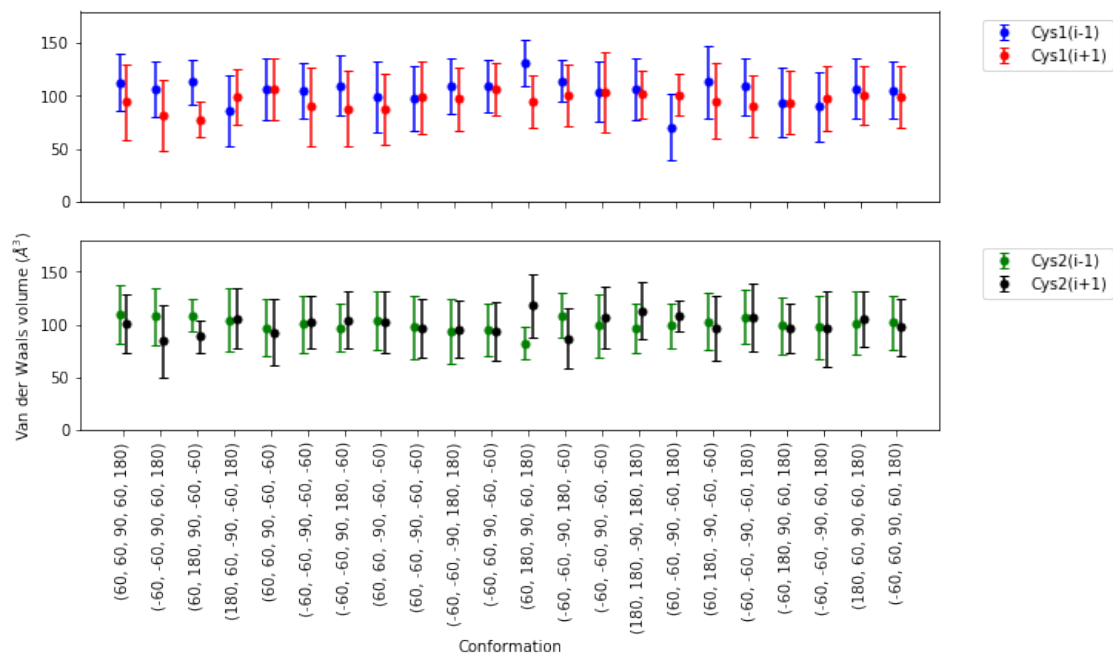 150
100
50
0
Cys1(i-1)
Cys1(i+1)
Van der Waals volume (Å³)
150
100
50
0
Cys2(i-1)
Cys2(i+1)
(60, 60, 90, 60, 180)
(-60, -60, 90, 60, 180)
(60, 180, -90, -60, -60)
(180, 60, -90, -60, 180)
(60, 60, 90, -60, -60)
(-60, -60, -90, -60, -60)
(-60, -60, 90, 180, -60)
(60, 60, -90, 60, 60)
(60, -60, -90, -60, -60)
(-60, -60, -90, 180, 180)
(-60, -60, 90, 60, -60)
(60, 180, 90, 60, 180)
(-60, -60, -90, 180, -60)
(-60, -60, 90, -60, -60)
(180, 180, -90, -60, 180)
(60, -60, -90, -60, 180)
(60, 180, -90, -60, -60)
(-60, -60, -90, -60, 180)
(-60, 180, 90, 60, 180)
(60, -60, -90, 60, 180)
(180, 60, 90, 60, 180)
(-60, 60, 90, 60, 180)
Conformation